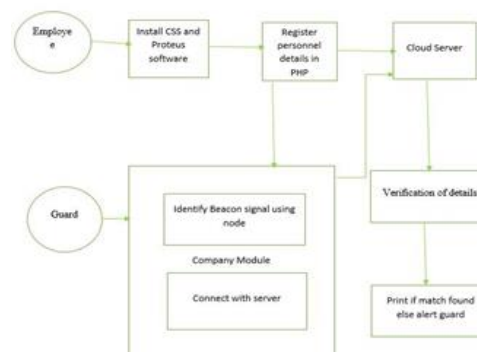 Employe
e
Install CSS and
Proteus
software
Register
personnel
details in
PHP
Cloud Server
Guard
Identify Beacon signal using
node
Company Module
Connect with server
Verification of details
Print if match found
else alert guard